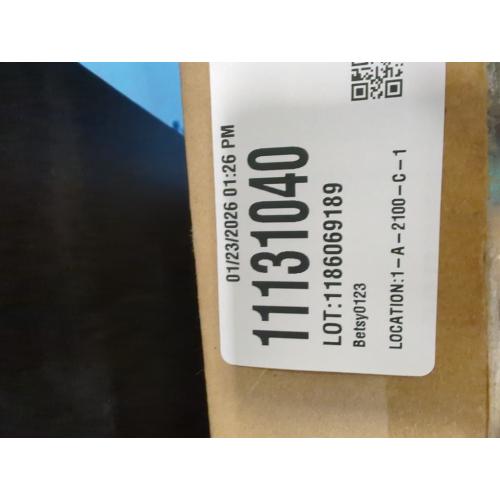 01/23/2026 01:26 PM
11131040
LOT:1186069189
Betsy0123
LOCATION:1-A-2100-C-1